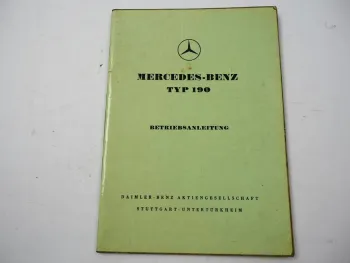 MERCEDES-BENZ
TYP 190
BETRIEBSANLEITUNG
DAIMLER-BENZ AKTIENGESELLSCHAFT
STUTTGART-UNTERTÜRKHEIM